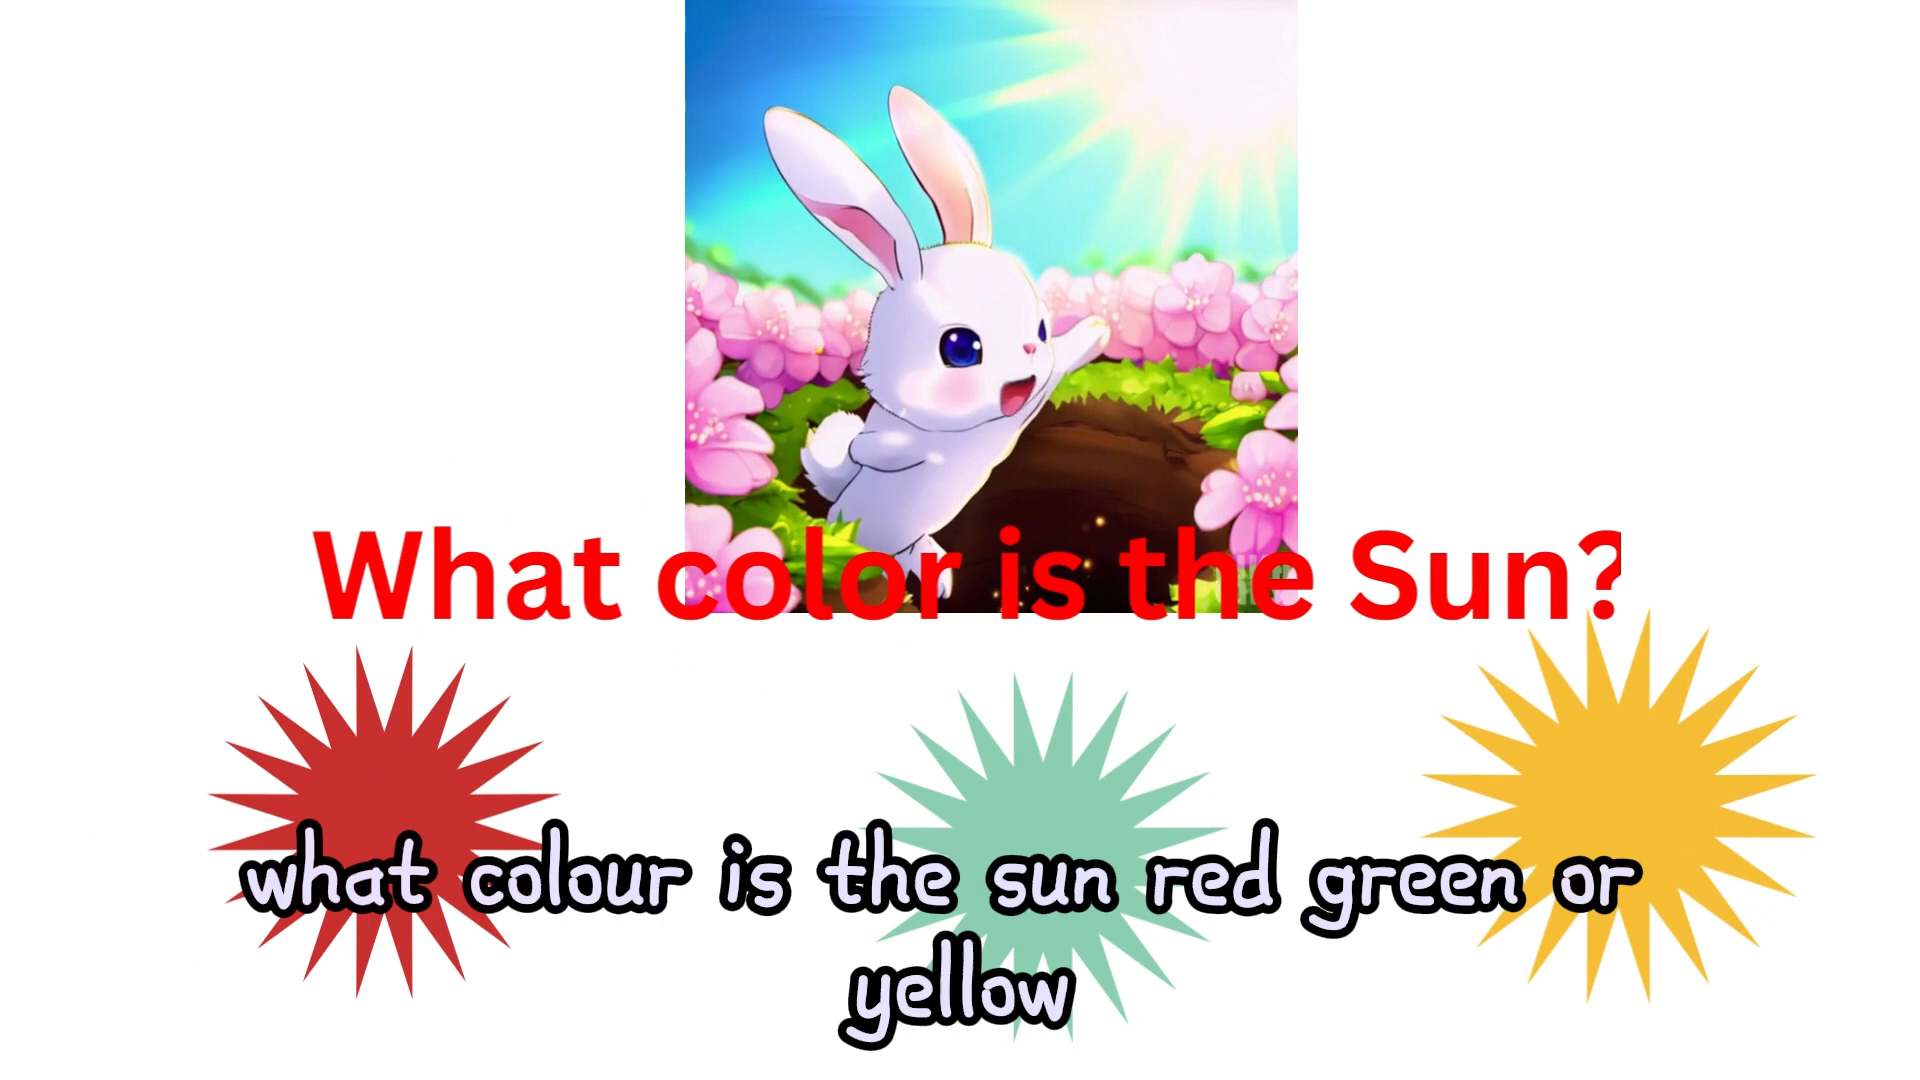 What color is the Sun?
what colour is the sun red green or
yellow